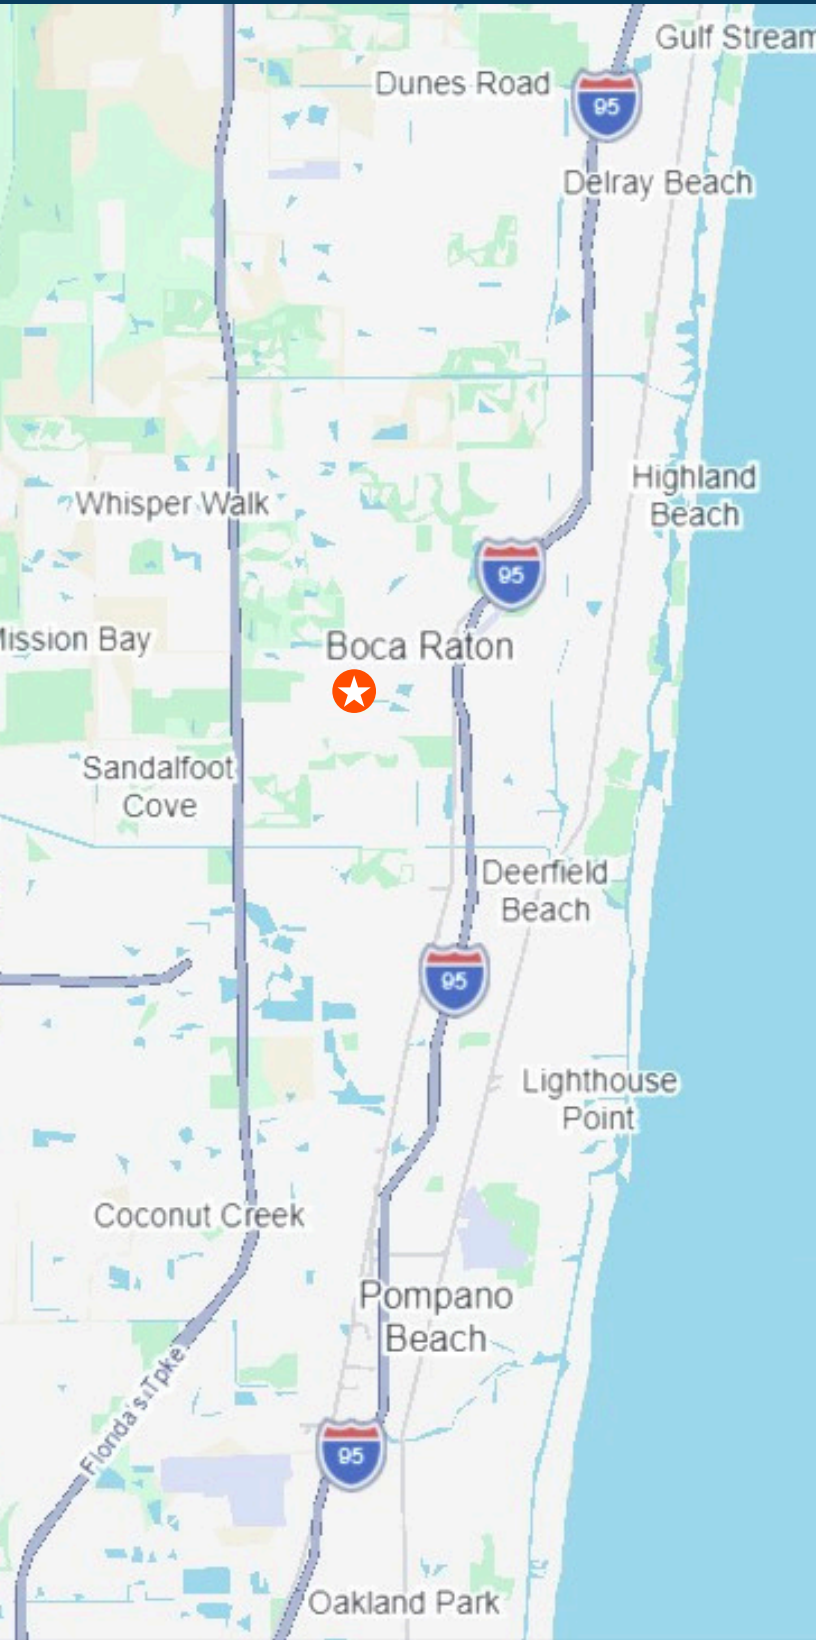 Gulf Stream
Dunes Road
95
Delray Beach
Highland
Beach
Whisper Walk
95
Mission Bay
Boca Raton
Sandalfoot
Cove
Deerfield
Beach
95
Lighthouse
Point
Coconut Creek
Pompano
Beach
Florida's Tpke
95
Oakland Park